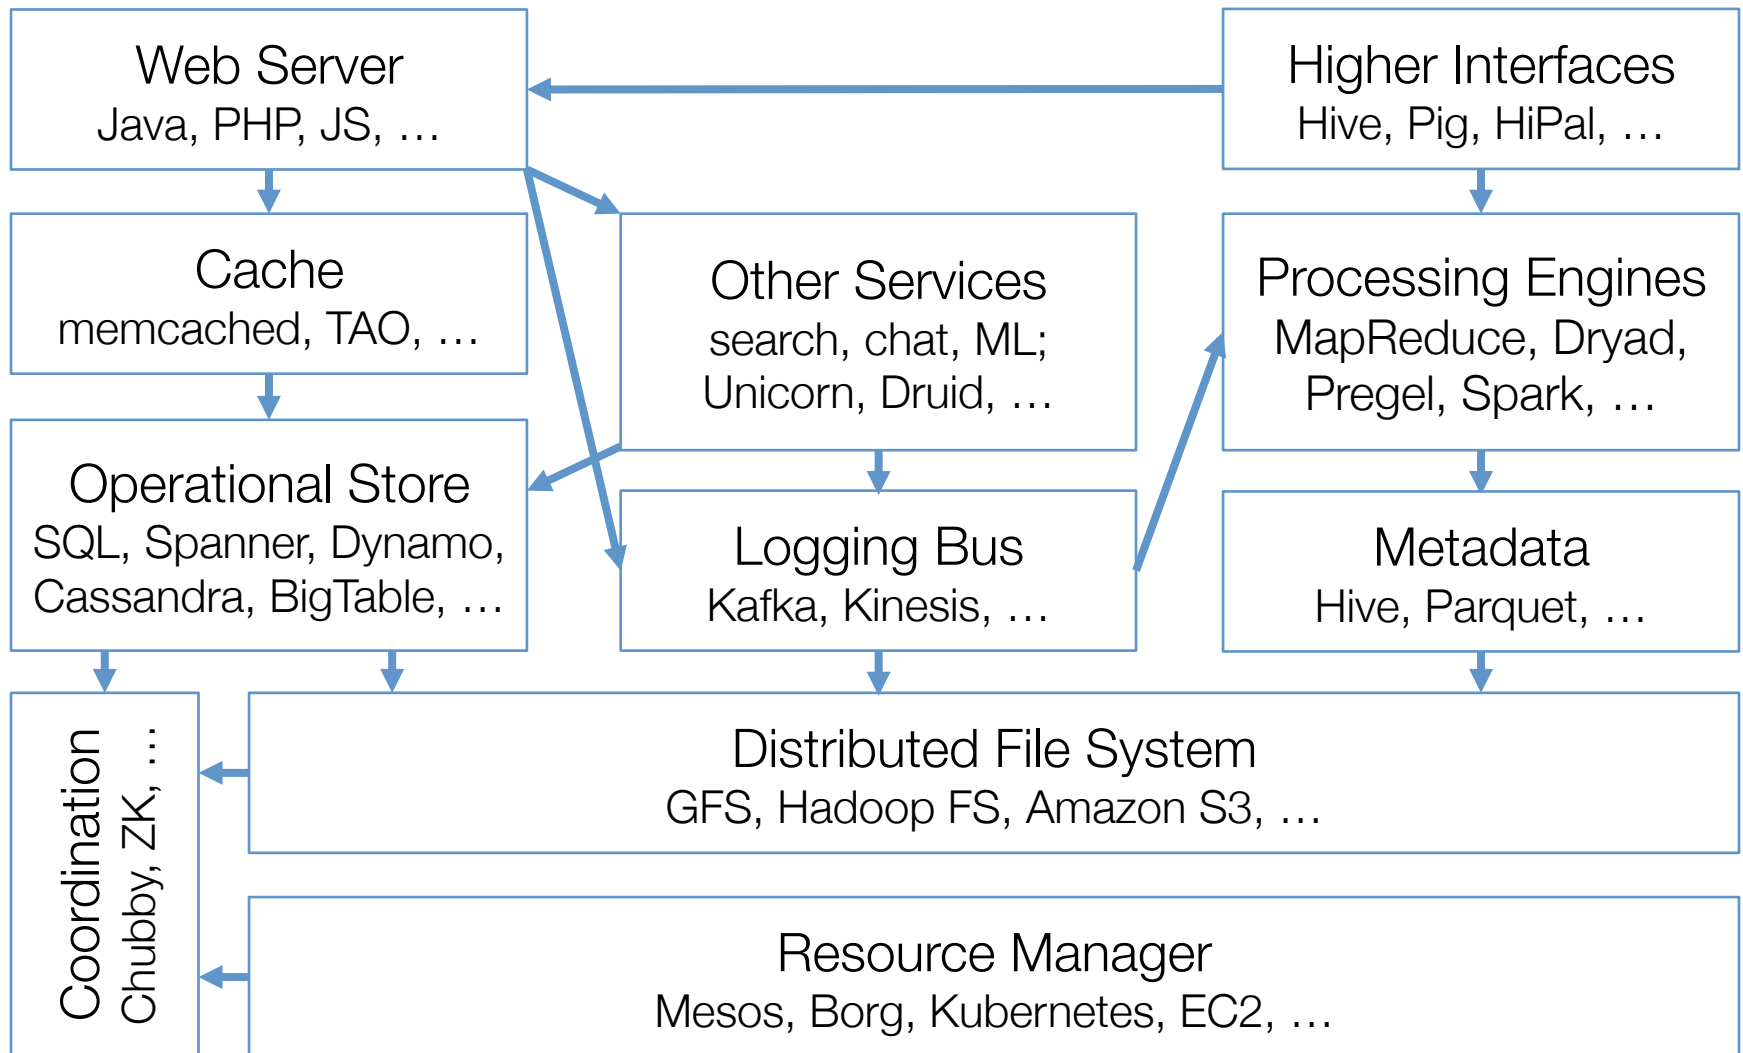 Web Server
Java, PHP, JS, …
Higher Interfaces
Hive, Pig, HiPal, …
Cache
memcached, TAO, …
Other Services
search, chat, ML;
Unicorn, Druid, …
Processing Engines
MapReduce, Dryad,
Pregel, Spark, …
Operational Store
SQL, Spanner, Dynamo,
Cassandra, BigTable, …
Logging Bus
Kafka, Kinesis, …
Metadata
Hive, Parquet, …
Coordination
Chubby, ZK, …
Distributed File System
GFS, Hadoop FS, Amazon S3, …
Resource Manager
Mesos, Borg, Kubernetes, EC2, …